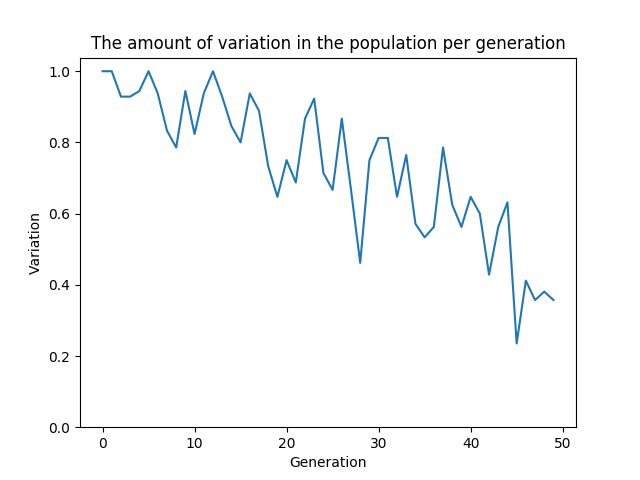 The amount of variation in the population per generation
1.0
0.8
0.6
0.4
0.2
0.0
Variation
0 10 20 30 40 50
Generation